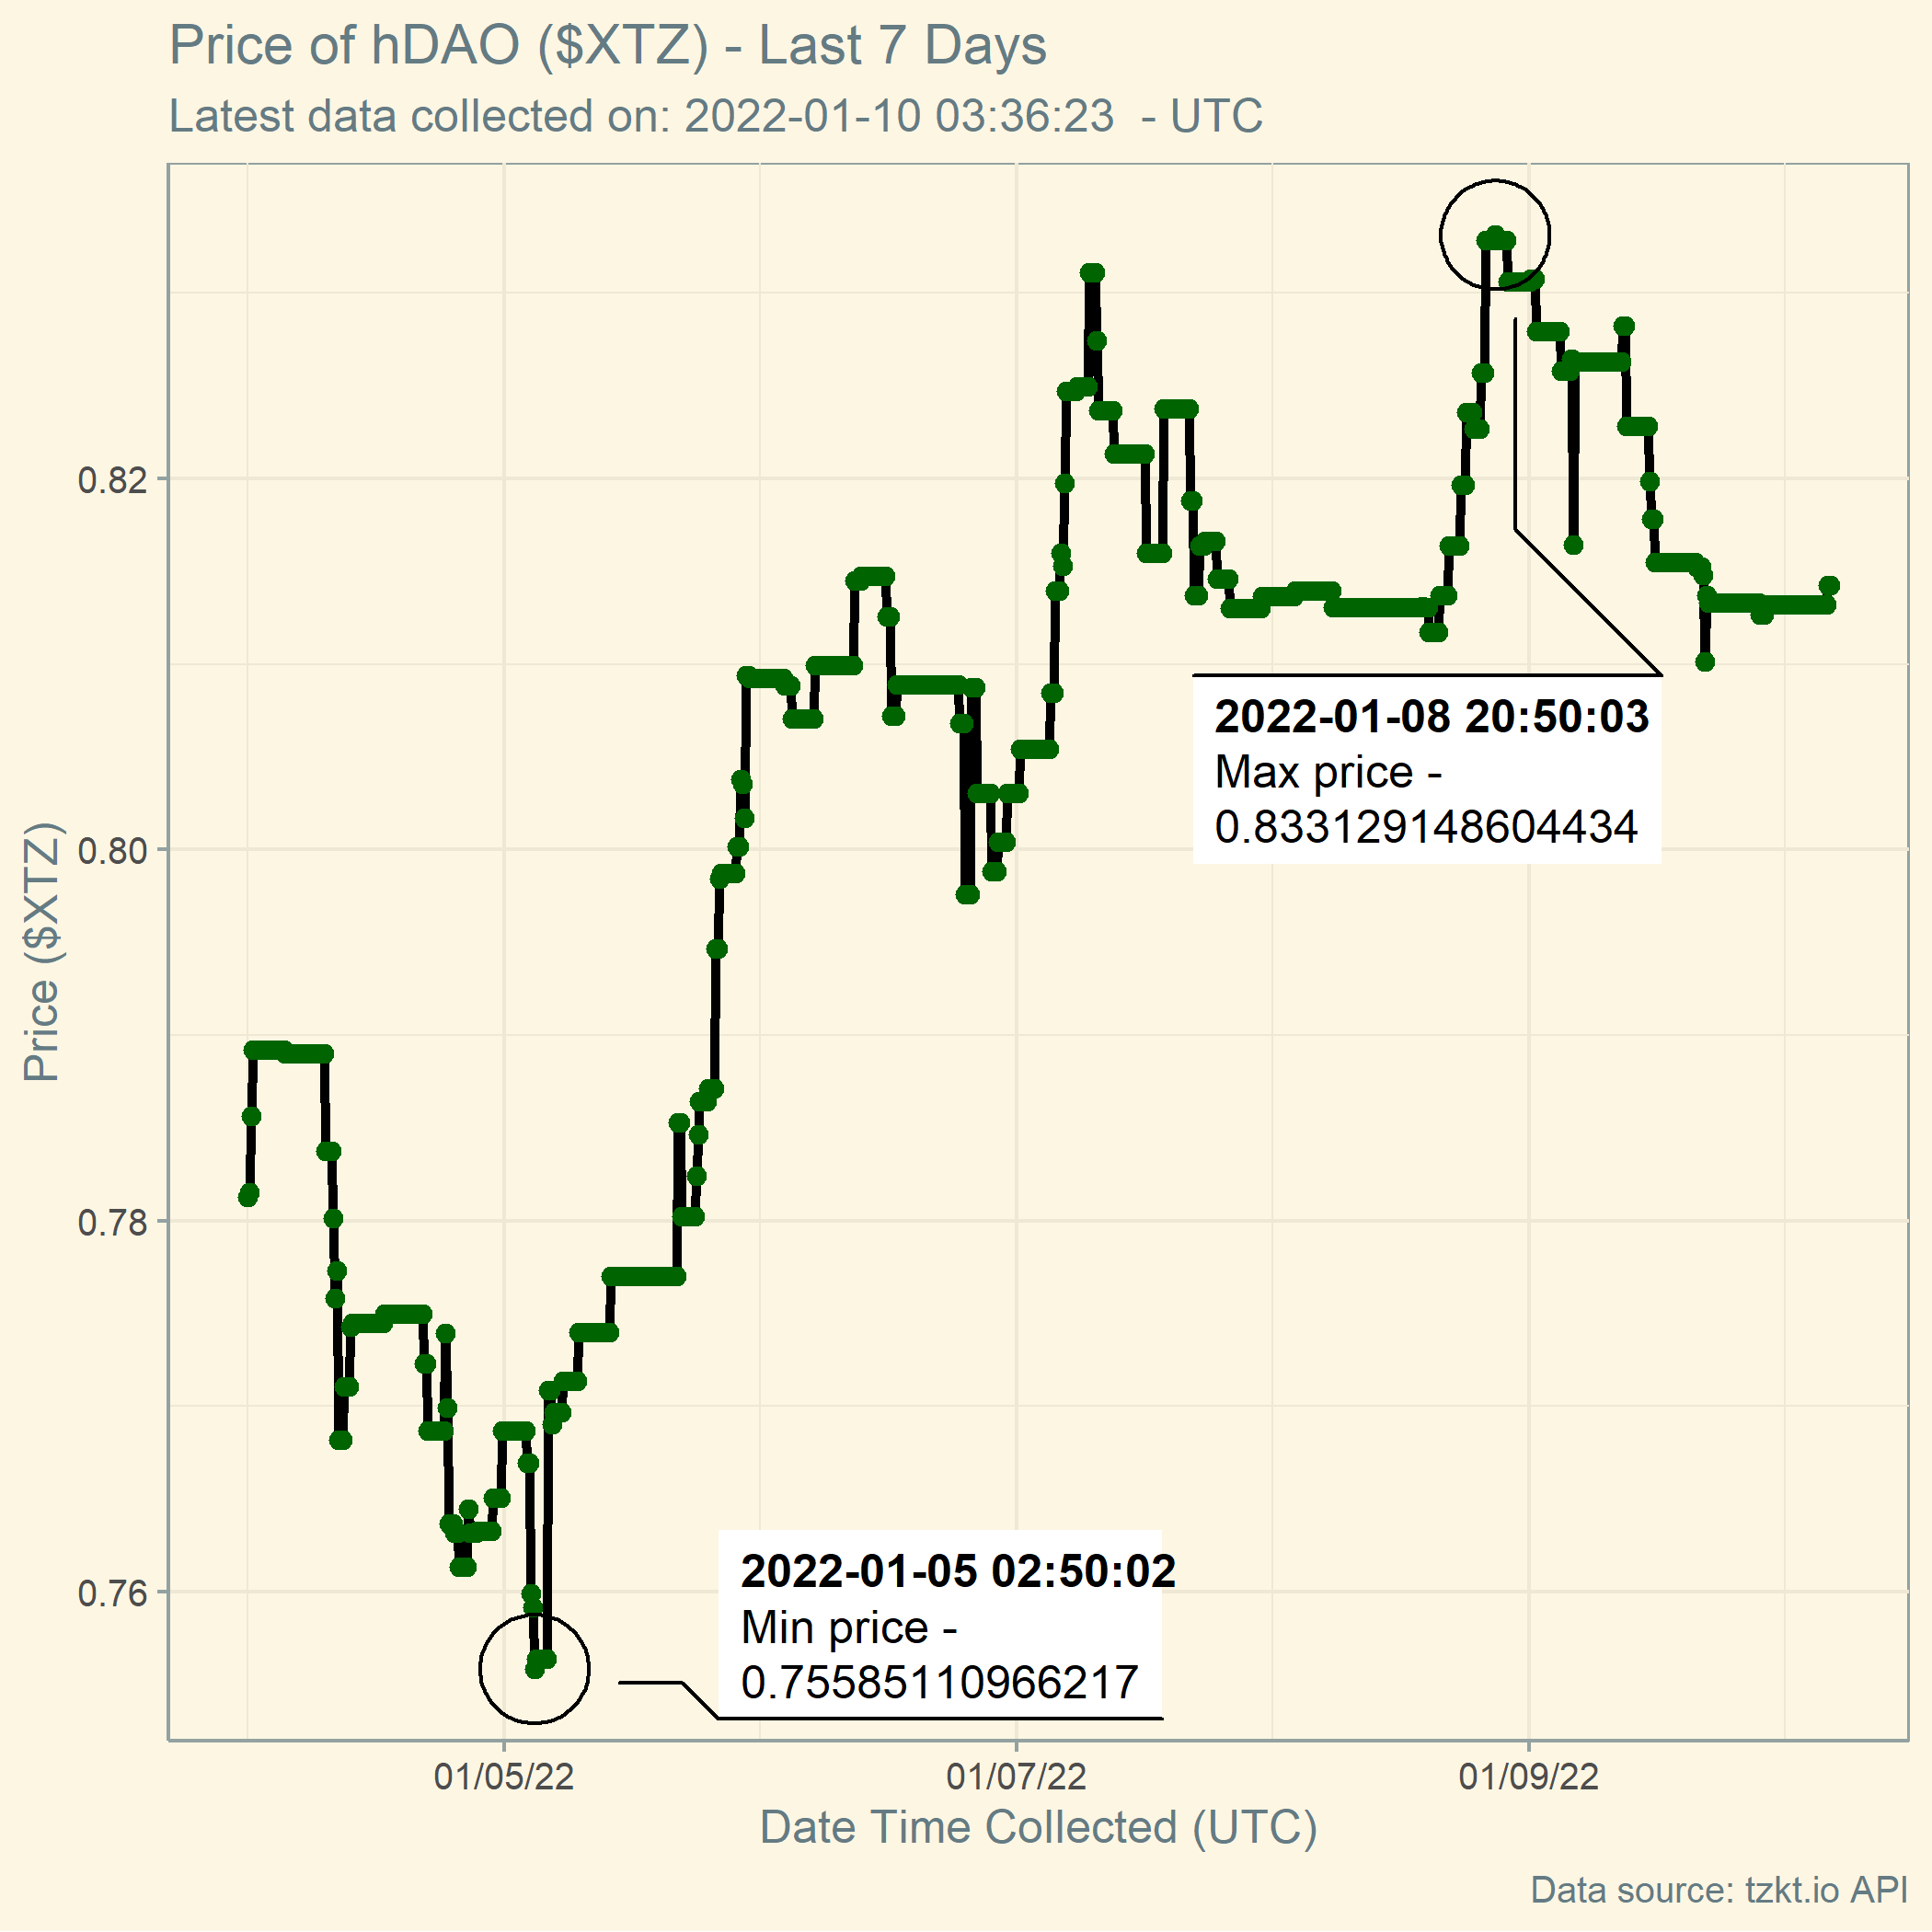 Price of hDAO ($XTZ) - Last 7 Days
Latest data collected on: 2022-01-10 03:36:23  - UTC
Price ($XTZ)
0.82
0.80
0.78
0.76
2022-01-08 20:50:03
Max price -
0.833129148604434
2022-01-05 02:50:02
Min price -
0.75585110966217
01/05/22
01/07/22
01/09/22
Date Time Collected (UTC)
Data source: tzkt.io API